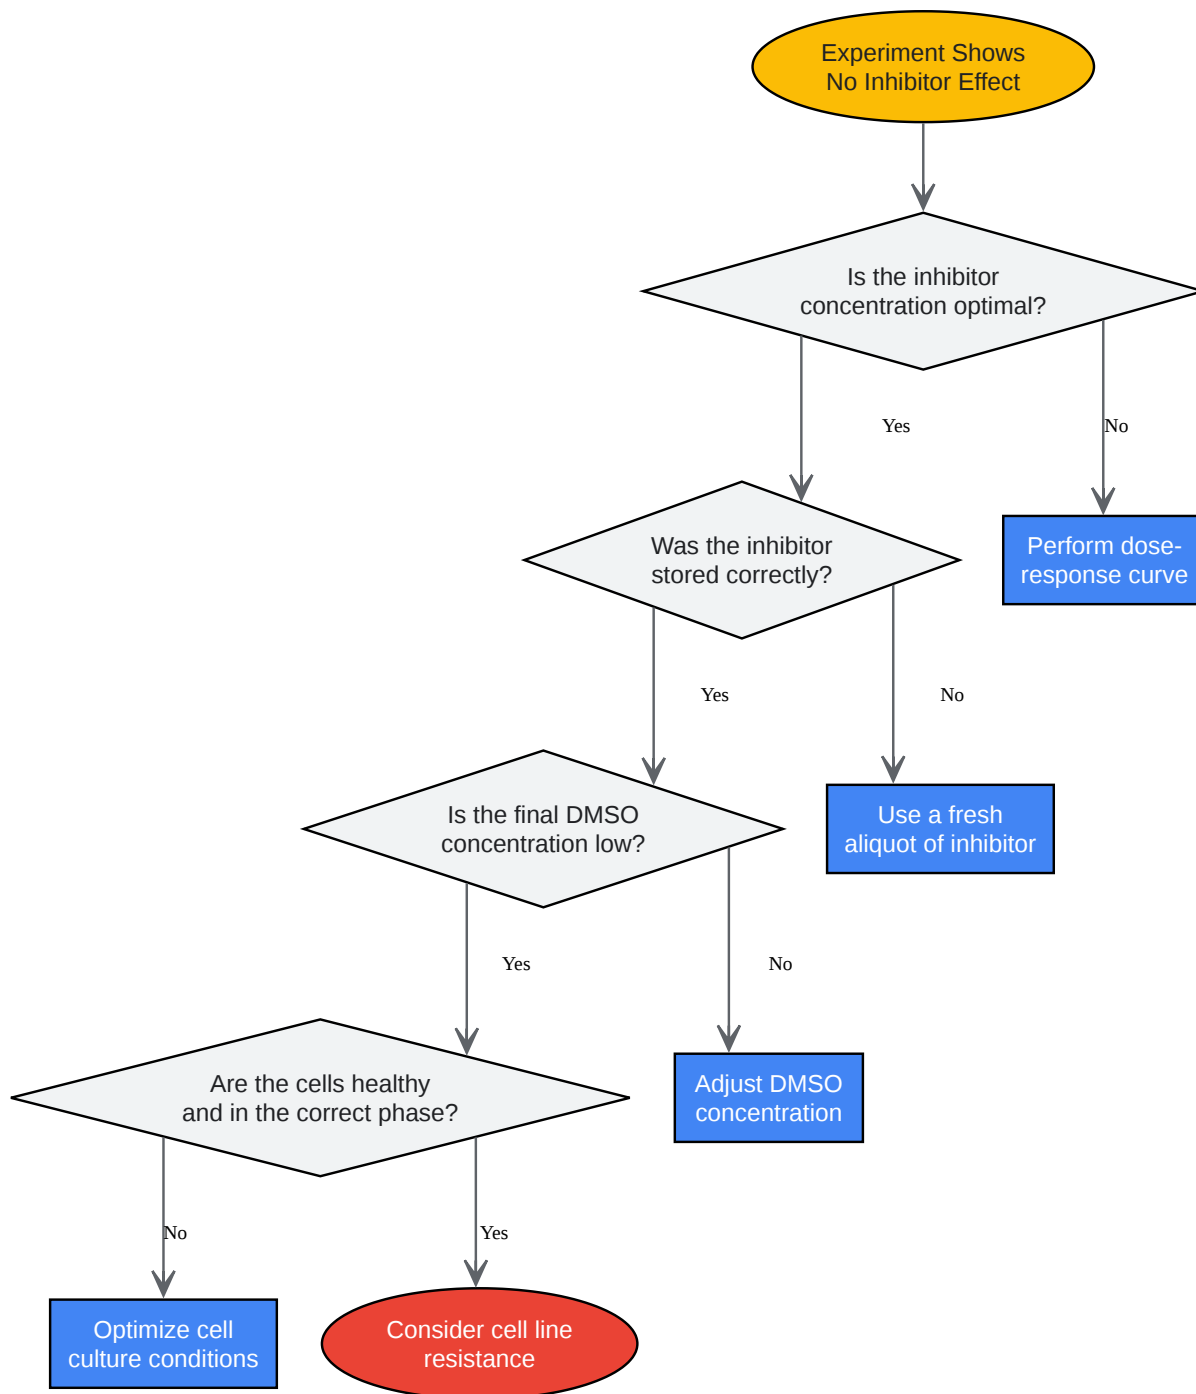 Experiment Shows
No Inhibitor Effect
Is the inhibitor
concentration optimal?
Yes
No
Was the inhibitor
stored correctly?
Perform dose-
response curve
Yes
No
Is the final DMSO
concentration low?
Use a fresh
aliquot of inhibitor
Yes
No
Are the cells healthy
and in the correct phase?
Adjust DMSO
concentration
No
Yes
Optimize cell
culture conditions
Consider cell line
resistance